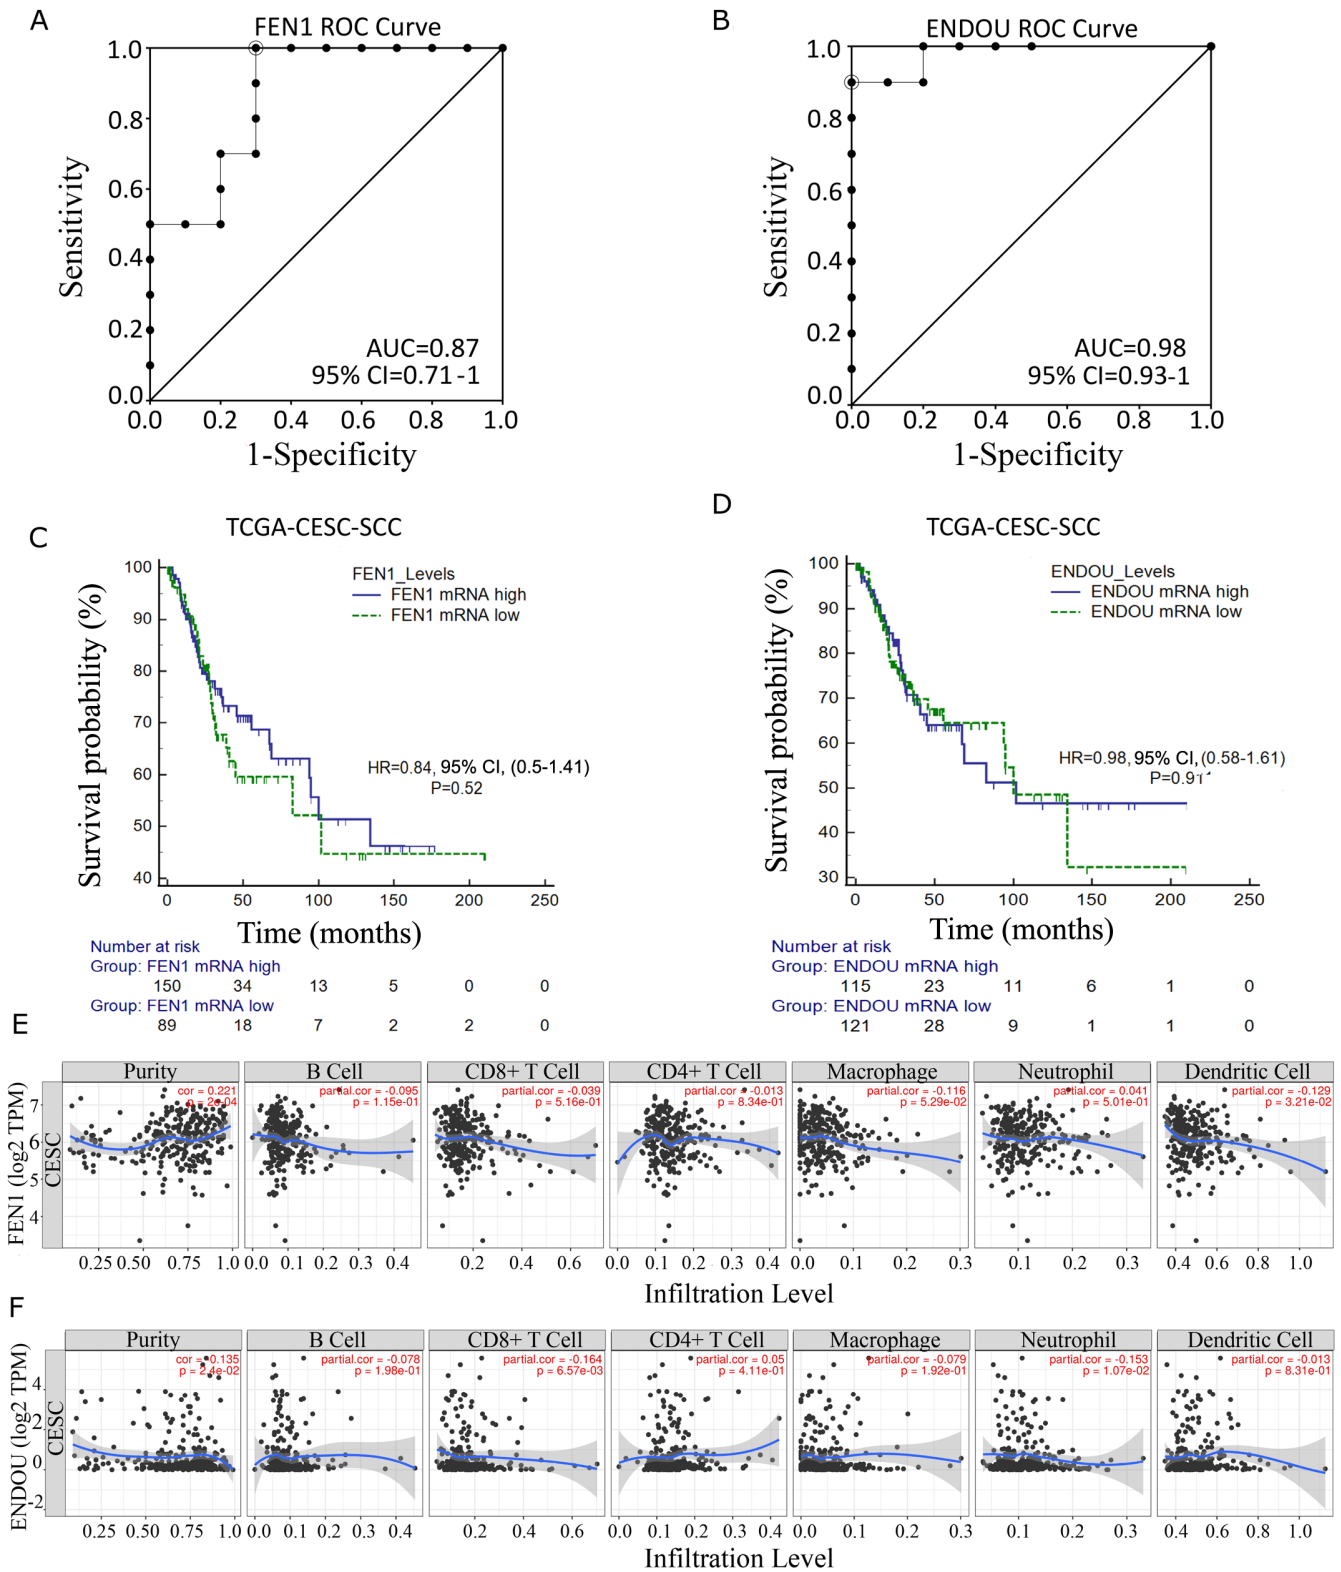 A
FEN1 ROC Curve
1.0
0.8
0.6
0.4
0.2
0.0
Sensitivity
AUC=0.87
95% CI=0.71-1
0.0 0.2 0.4 0.6 0.8 1.0
1-Specificity
B
ENDOU ROC Curve
1.0
0.8
0.6
0.4
0.2
0.0
Sensitivity
AUC=0.98
95% CI=0.93-1
0.0 0.2 0.4 0.6 0.8 1.0
1-Specificity
C
TCGA-CESC-SCC
FEN1_Levels
FEN1 mRNA high
FEN1 mRNA low
100
90
80
70
60
50
40
Survival probability (%)
HR=0.84, 95% CI, (0.5-1.41)
P=0.52
0 50 100 150 200 250
Time (months)
Number at risk
Group: FEN1 mRNA high
150 34 13 5 0 0
Group: FEN1 mRNA low
89 18 7 2 2 0
D
TCGA-CESC-SCC
ENDOU_Levels
ENDOU mRNA high
ENDOU mRNA low
100
90
80
70
60
50
40
30
Survival probability (%)
HR=0.98, 95% CI, (0.58-1.61)
P=0.91
0 50 100 150 200 250
Time (months)
Number at risk
Group: ENDOU mRNA high
115 23 11 6 1 0
Group: ENDOU mRNA low
121 28 9 1 1 0
E
Purity B Cell CD8+ T Cell CD4+ T Cell Macrophage Neutrophil Dendritic Cell
cor = 0.221 partial.cor = -0.095 partial.cor = -0.039 partial.cor = -0.013 partial.cor = -0.116 partial.cor = 0.041 partial.cor = -0.129
p = 2e-04 p = 1.15e-01 p = 5.16e-01 p = 8.34e-01 p = 5.29e-02 p = 5.01e-01 p = 3.21e-02
7
6
5
4
FEN1 (log2 TPM)
CESC
0.25 0.50 0.75 1.0 0 0.1 0.2 0.3 0.4 0.2 0.4 0.6 0 0.1 0.2 0.3 0.4 0 0.1 0.2 0.3 0.1 0.2 0.3 0.4 0.6 0.8 1.0
Infiltration Level
F
Purity B Cell CD8+ T Cell CD4+ T Cell Macrophage Neutrophil Dendritic Cell
cor = -0.135 partial.cor = -0.078 partial.cor = -0.164 partial.cor = 0.05 partial.cor = -0.079 partial.cor = -0.153 partial.cor = -0.013
p = 2.4e-02 p = 1.98e-01 p = 6.57e-03 p = 4.11e-01 p = 1.92e-01 p = 1.07e-02 p = 8.31e-01
4
2
0
-2
ENDOU (log2 TPM)
CESC
0.25 0.50 0.75 1.0 0.0 0.1 0.2 0.3 0.4 0.2 0.4 0.6 0.0 0.1 0.2 0.3 0.4 0.0 0.1 0.2 0.3 0.1 0.2 0.3 0.4 0.6 0.8 1.0
Infiltration Level